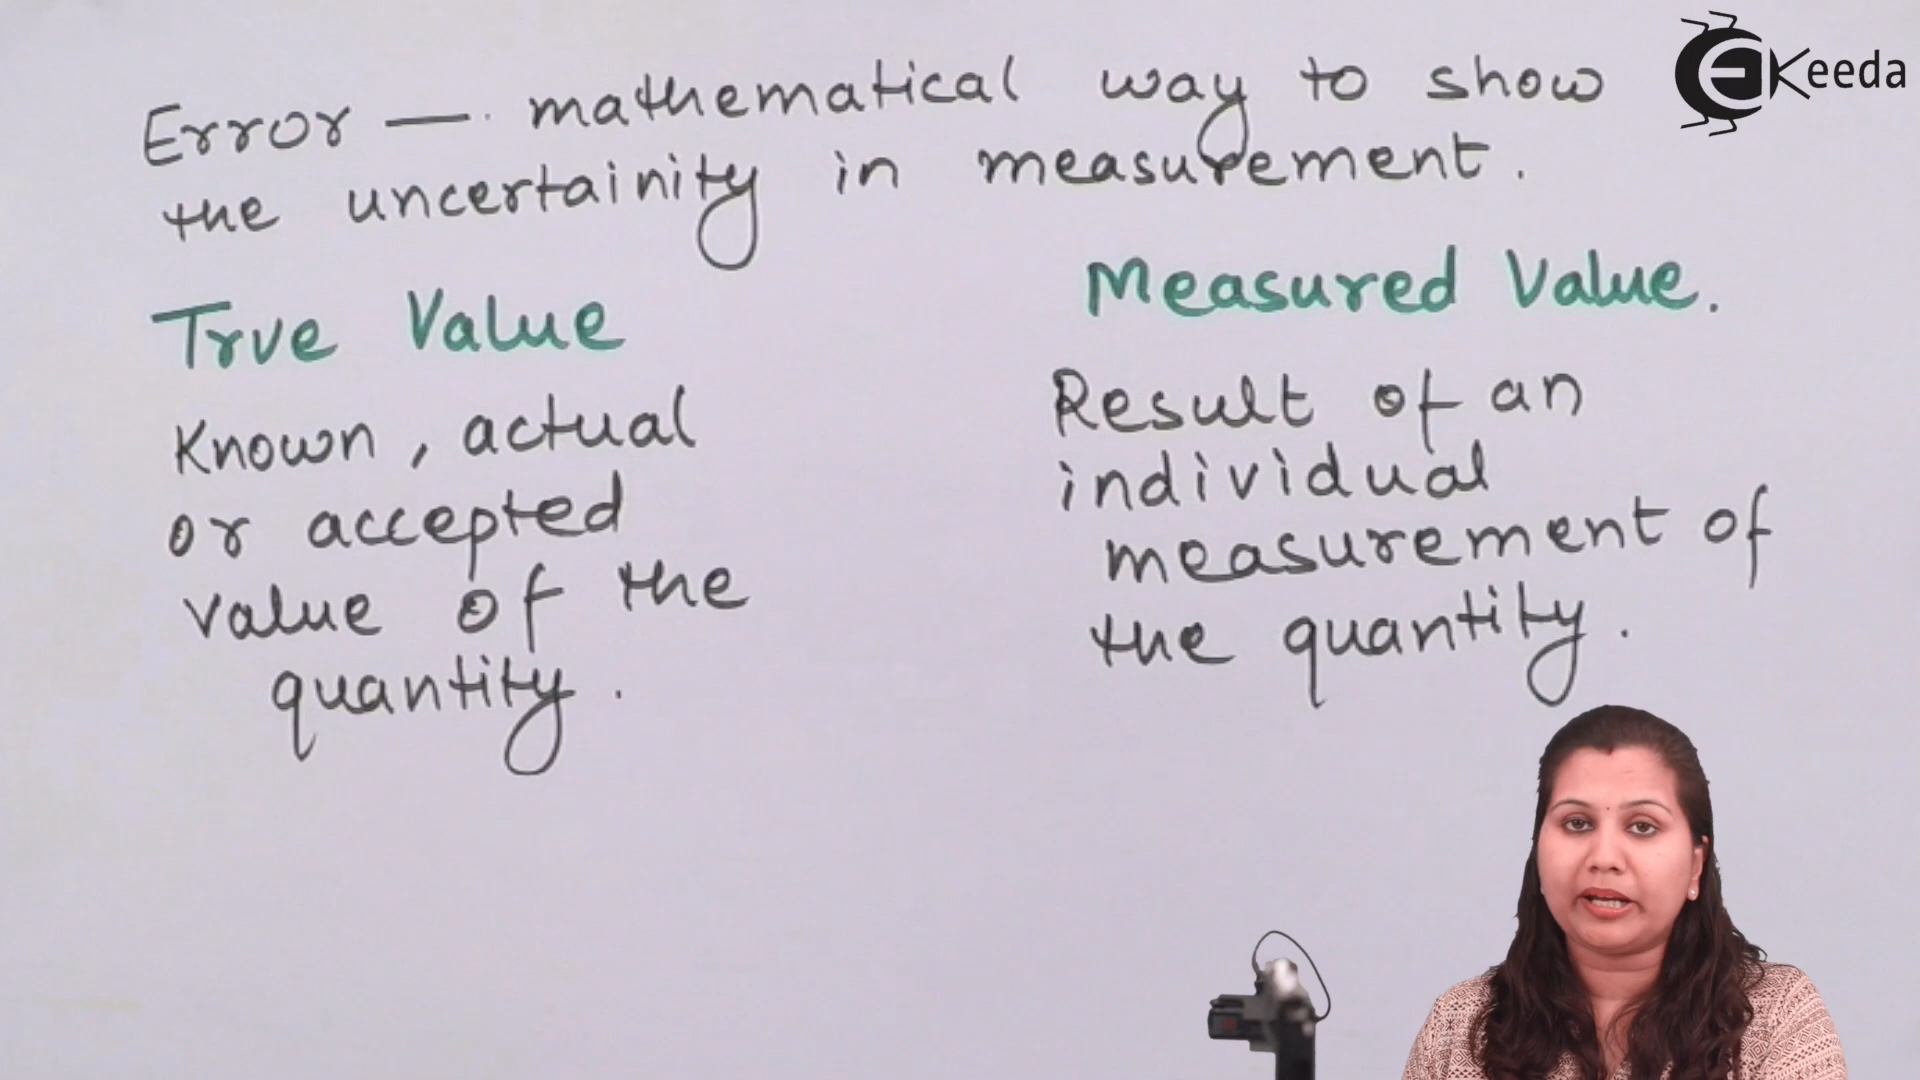 Error — mathematical way to show
the uncertainity in measurement.
True Value
Known, actual
or accepted
value of the
quantity.
Measured Value.
Result of an
individual
measurement of
the quantity.
EKeeda